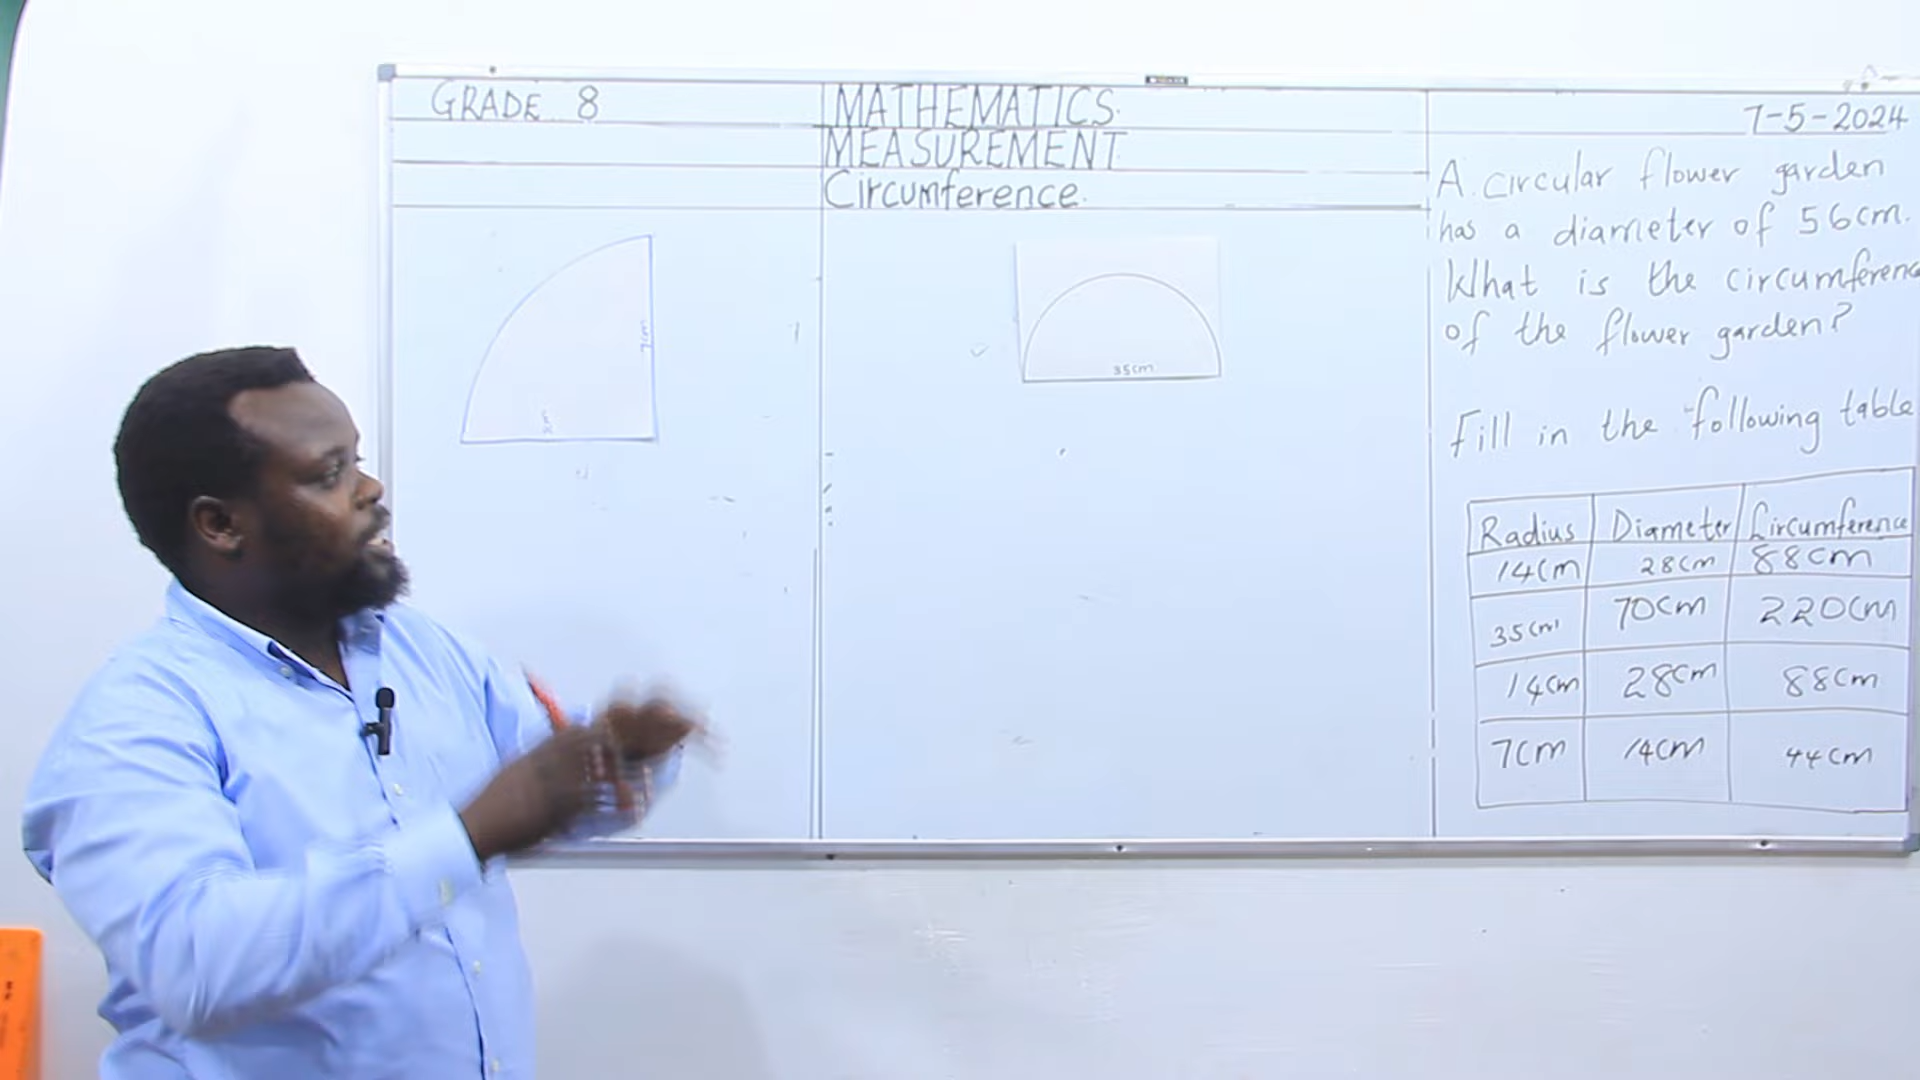 GRADE 8
MATHEMATICS
MEASUREMENT
Circumference.
7-5-2024
7cm
35cm
A circular flower garden
has a diameter of 56cm.
What is the circumference
of the flower garden?
Fill in the following table
Radius Diameter Circumference
14cm 28cm 88cm
35cm 70cm 220cm
14cm 28cm 88cm
7cm 14cm 44cm